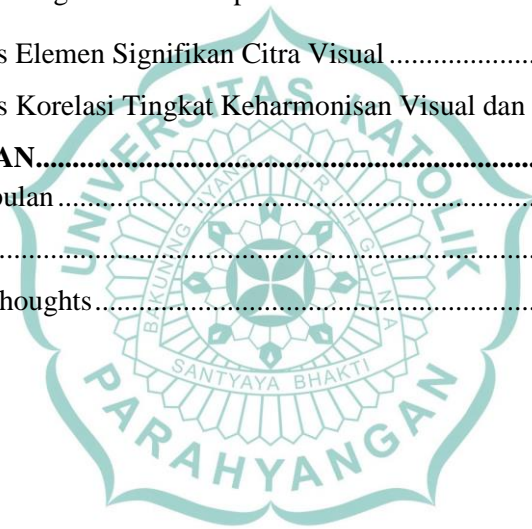 s Elemen Signifikan Citra Visual ..................
s Korelasi Tingkat Keharmonisan Visual dan
AN...............................................................
pulan ...............................................................
...............................................................
houghts ...............................................................
UNIVERSITAS KATOLIK
PARAHYANGAN
SANTYAYA BHAKTI